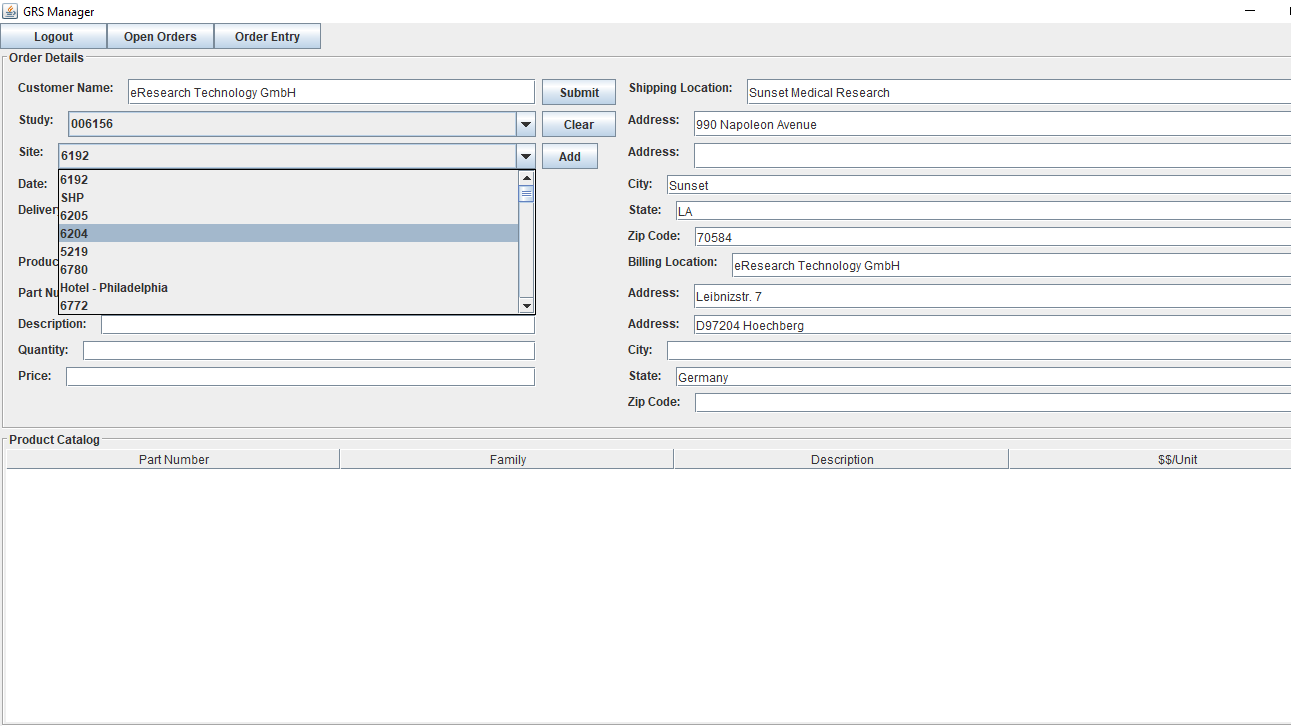 GRS Manager
Logout Open Orders Order Entry
Order Details
Customer Name: eResearch Technology GmbH Submit
Study: 006156 Clear
Site: 6192 Add
Date:
6192
SHP
6205
6204
5219
6780
Hotel - Philadelphia
6772
Deliver
Produc
Part Nu
Description:
Quantity:
Price:
Shipping Location: Sunset Medical Research
Address: 990 Napoleon Avenue
Address:
City: Sunset
State: LA
Zip Code: 70584
Billing Location: eResearch Technology GmbH
Address: Leibnizstr. 7
Address: D97204 Hoechberg
City:
State: Germany
Zip Code:
Product Catalog
Part Number Family Description $$/Unit